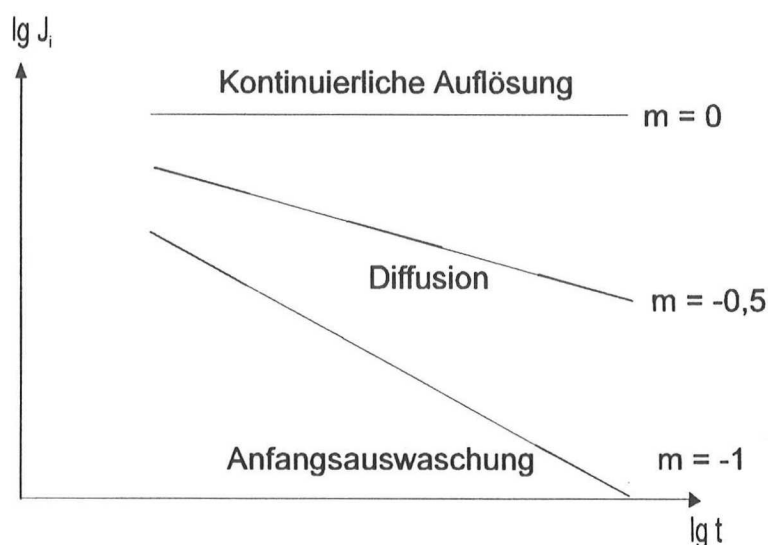 lg Jᵢ
Kontinuierliche Auflösung
m = 0
Diffusion
m = -0,5
Anfangsauswaschung
m = -1
lg t